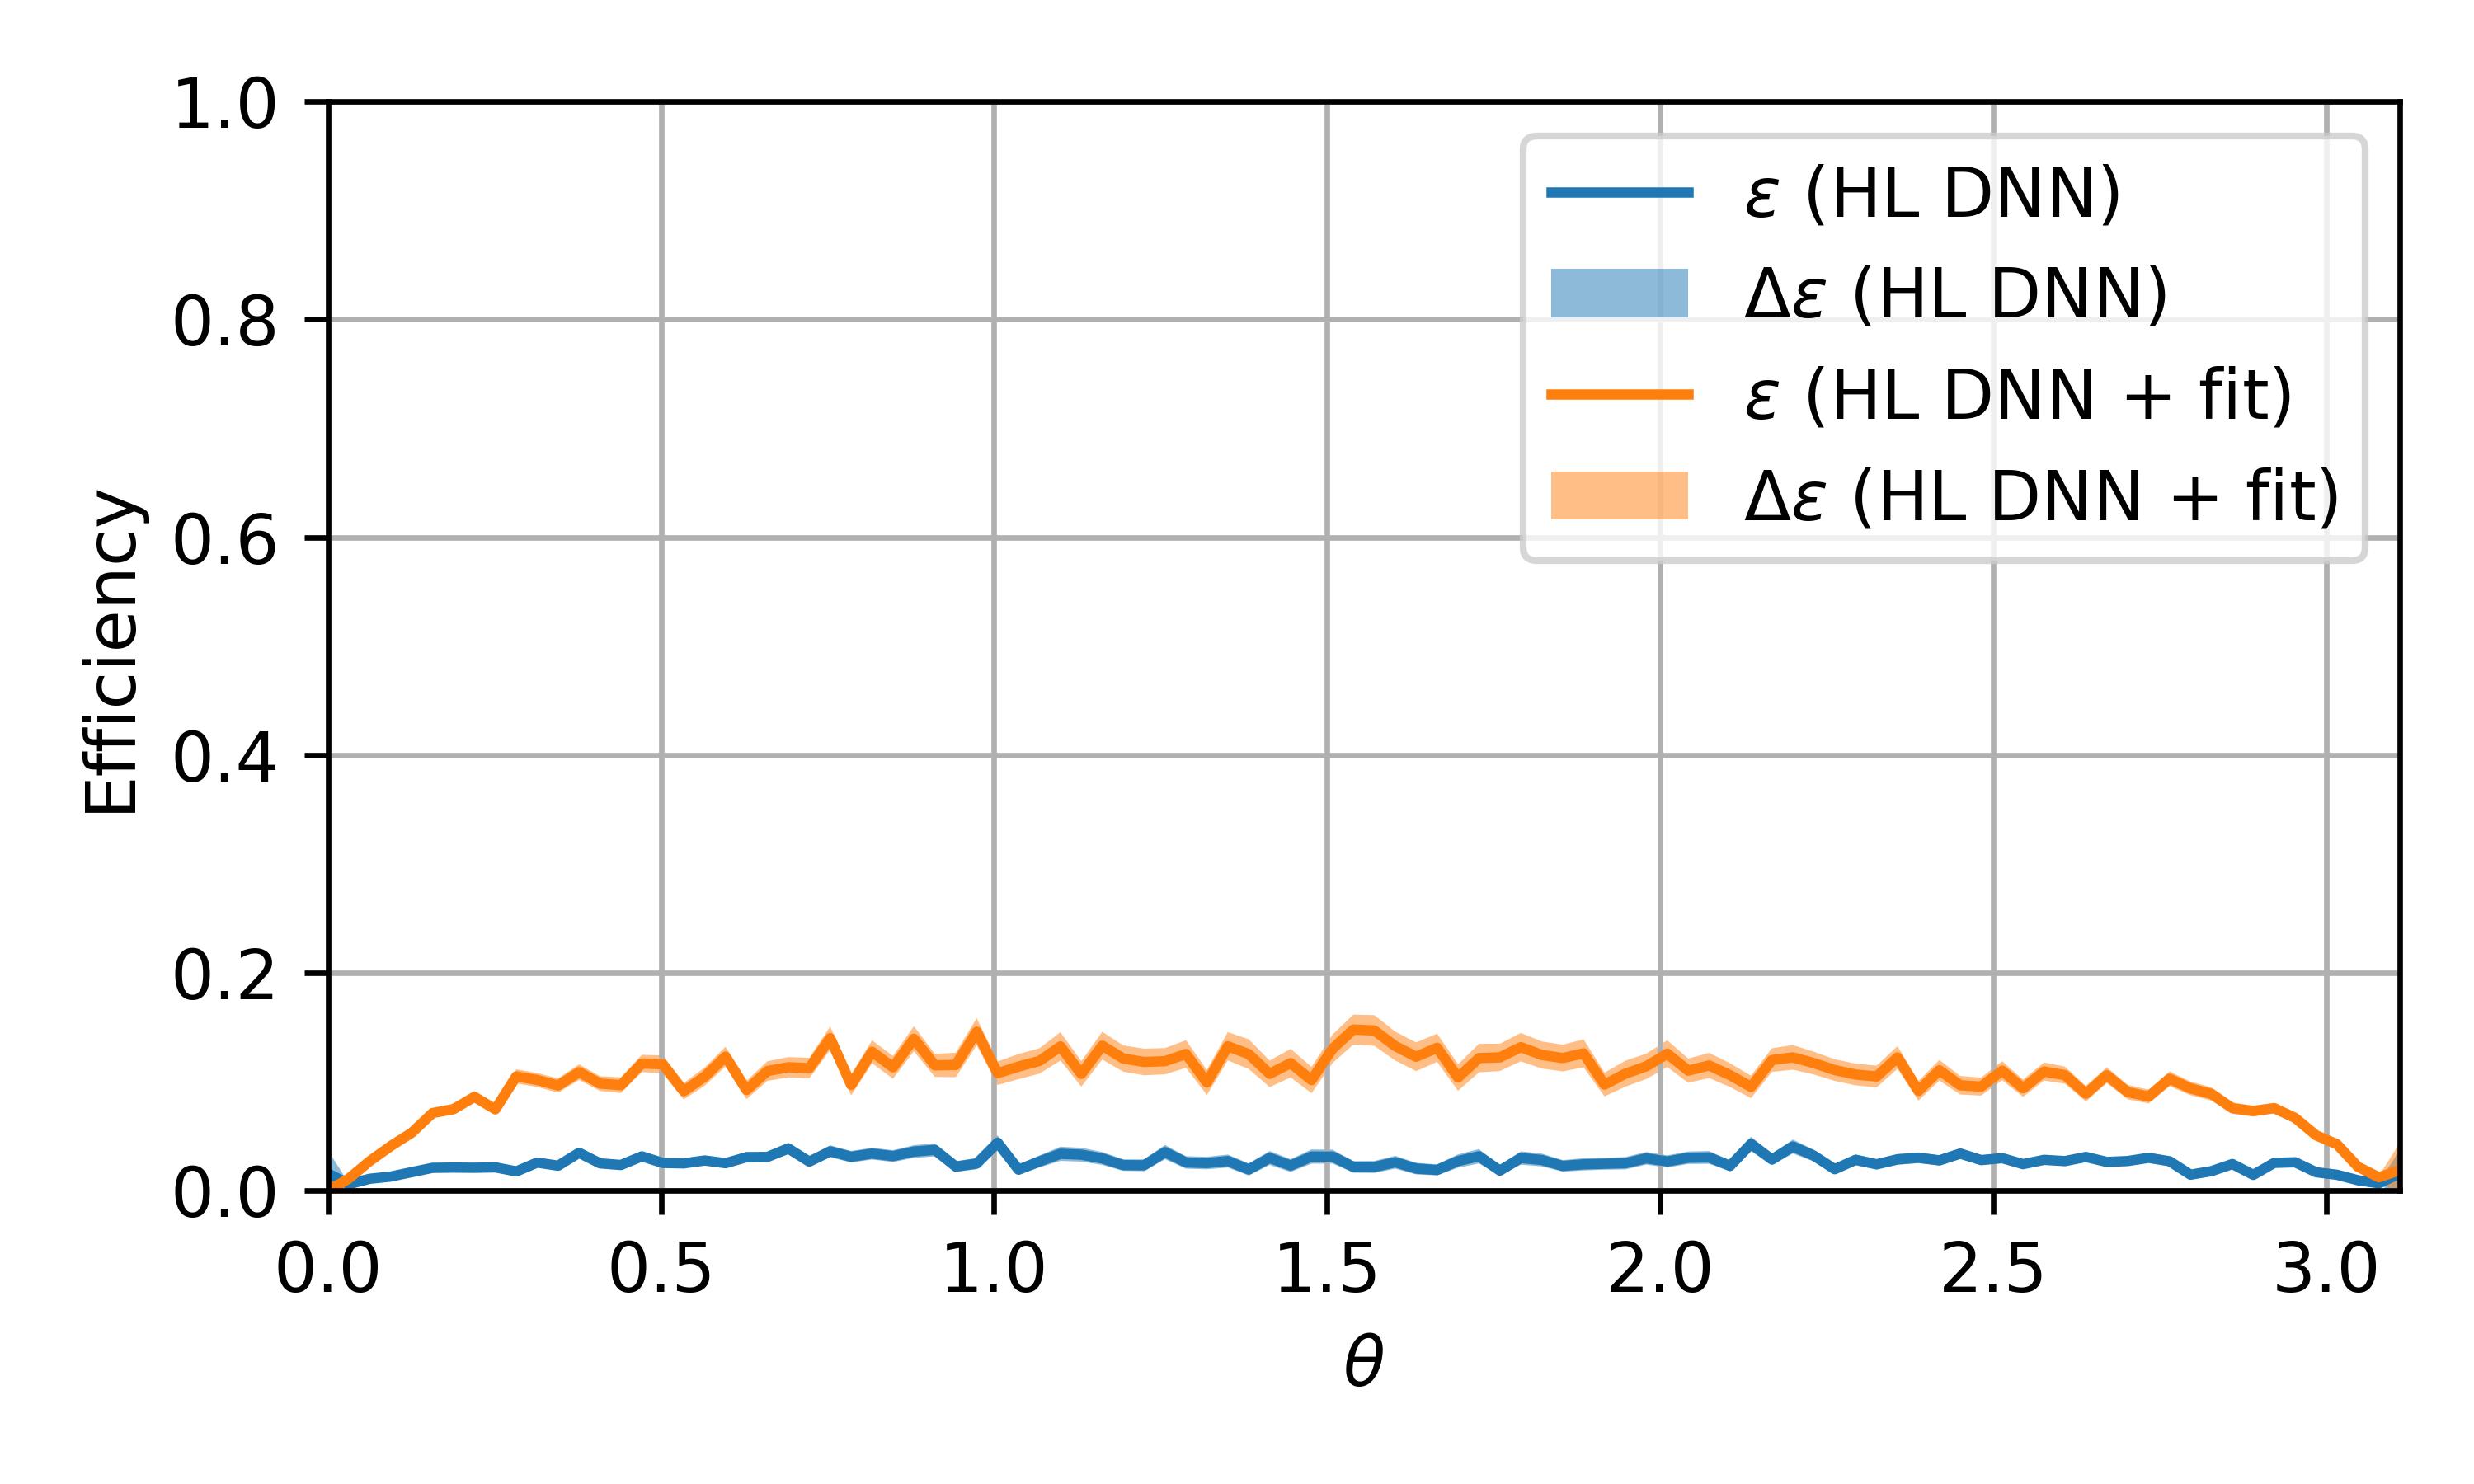 1.0
0.8
0.6
0.4
0.2
0.0
Efficiency
ε (HL DNN)
Δε (HL DNN)
ε (HL DNN + fit)
Δε (HL DNN + fit)
0.0 0.5 1.0 1.5 2.0 2.5 3.0
θ